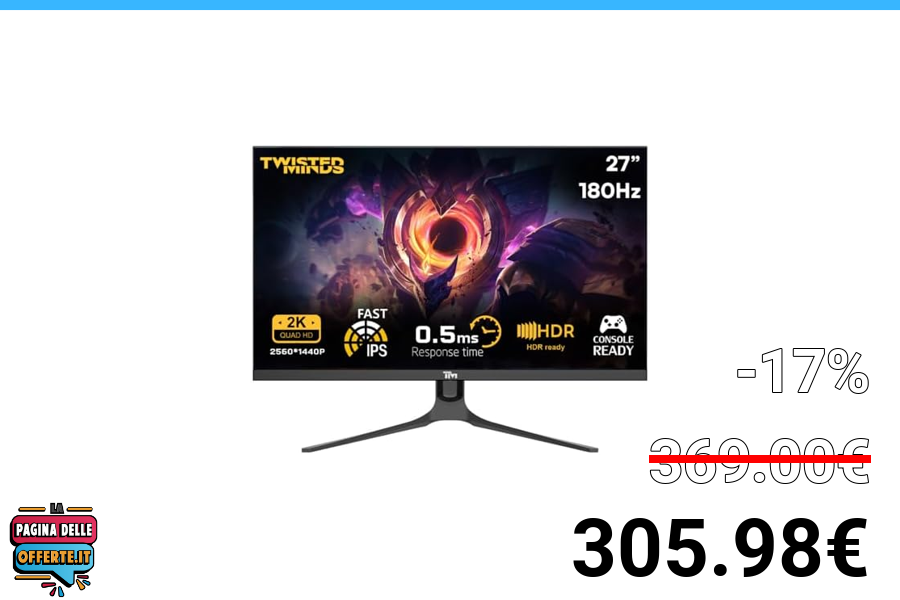 TWISTED
MINDS
27”
180Hz
2K
QUAD HD
2560*1440P
FAST
IPS
0.5ms
Response time
HDR
HDR ready
CONSOLE
READY
TM
-17%
369.00€
305.98€
LA
PAGINA DELLE
OFFERTE.IT